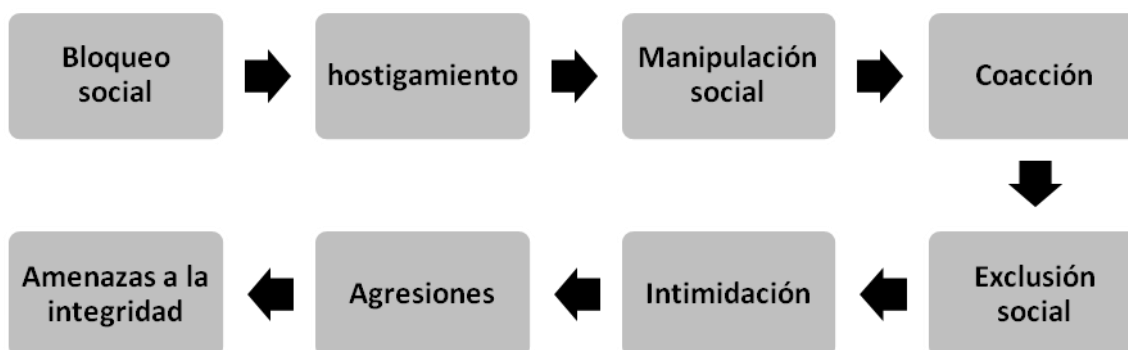 Bloqueo
social
hostigamiento
Manipulación
social
Coacción
Exclusión
social
Intimidación
Agresiones
Amenazas a la
integridad